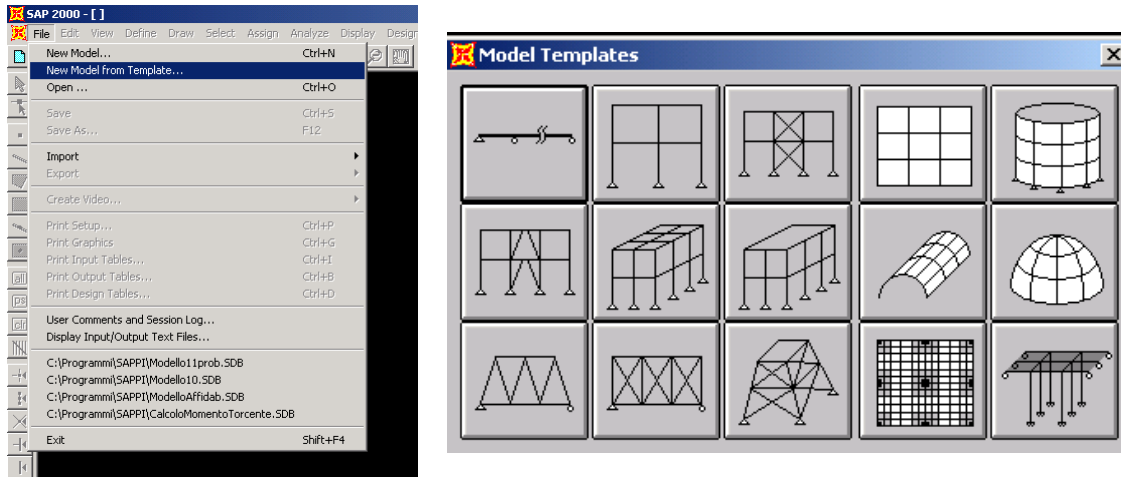 SAP 2000 - [ ]
File Edit View Define Draw Select Assign Analyze Display Design
New Model... Ctrl+N
New Model from Template...
Open ... Ctrl+O
Save Ctrl+S
Save As... F12
Import
Export
Create Video...
Print Setup... Ctrl+P
Print Graphics Ctrl+G
Print Input Tables... Ctrl+I
Print Output Tables... Ctrl+B
Print Design Tables... Ctrl+D
User Comments and Session Log...
Display Input/Output Text Files...
C:\Programmi\SAPPI\Modello11prob.SDB
C:\Programmi\SAPPI\Modello10.SDB
C:\Programmi\SAPPI\ModelloAffidab.SDB
C:\Programmi\SAPPI\CalcoloMomentoTorcente.SDB
Exit Shift+F4
all
ps
clr
Model Templates